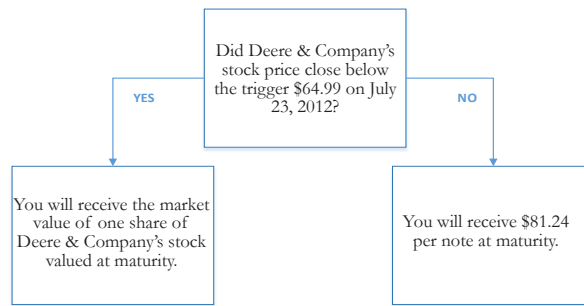 Did Deere & Company's
stock price close below
the trigger $64.99 on July
23, 2012?
YES
NO
You will receive the market
value of one share of
Deere & Company's stock
valued at maturity.
You will receive $81.24
per note at maturity.